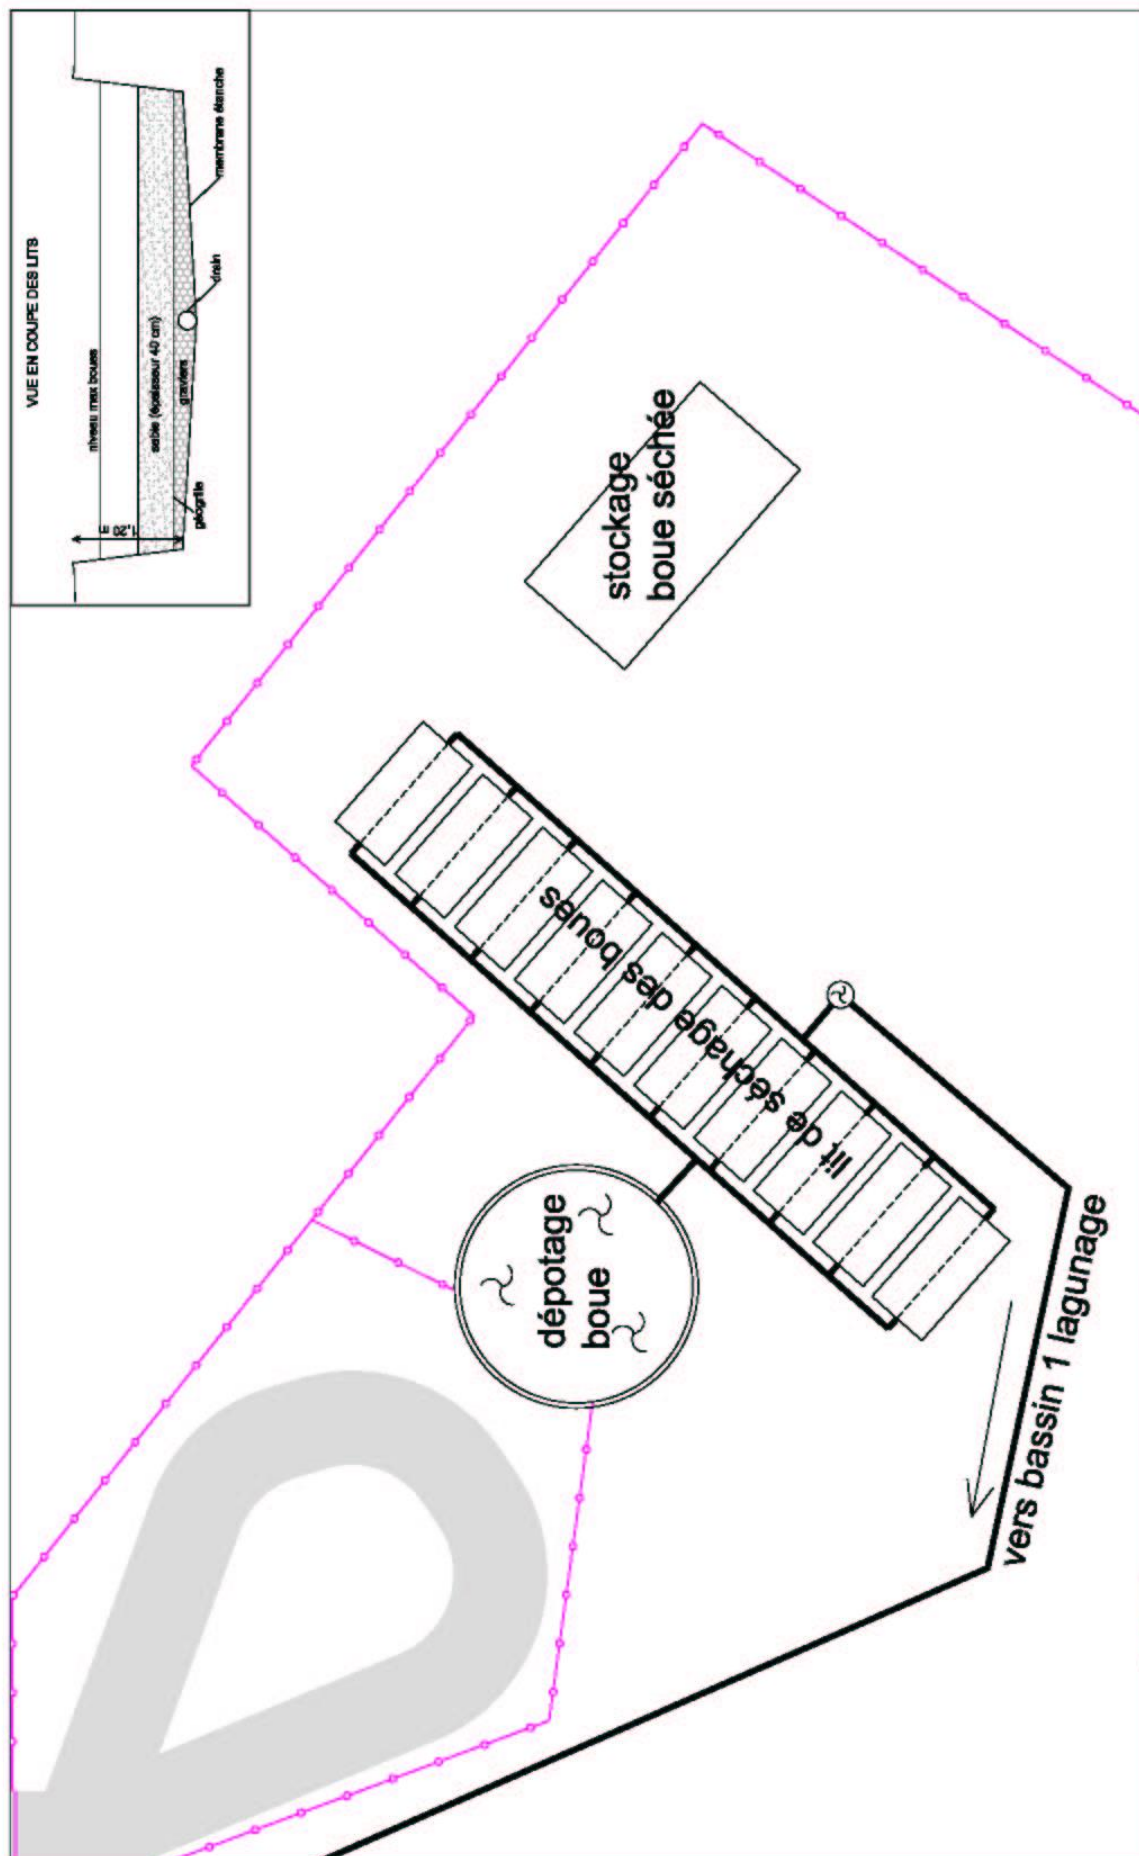 VUE EN COUPE DES LITS
niveau max boues
1,20 m
sable (épaisseur 40 cm)
graviers
géogrille
drain
membrane étanche
stockage
boue séchée
lit de séchage des boues
dépotage
boue
vers bassin 1 lagunage